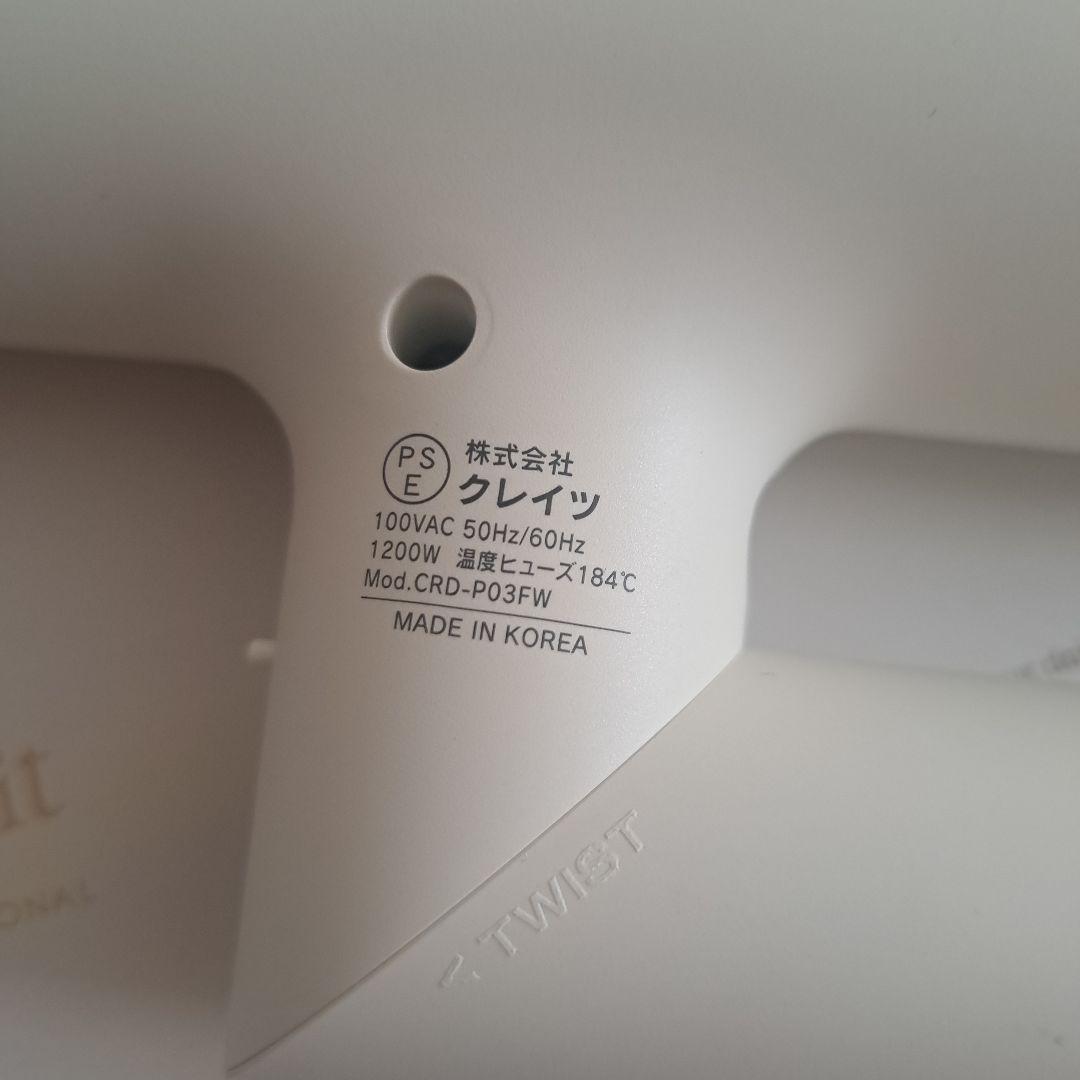 PS
E
株式会社
クレイツ
100VAC 50Hz/60Hz
1200W 温度ヒューズ184℃
Mod.CRD-P03FW
MADE IN KOREA
TWIST